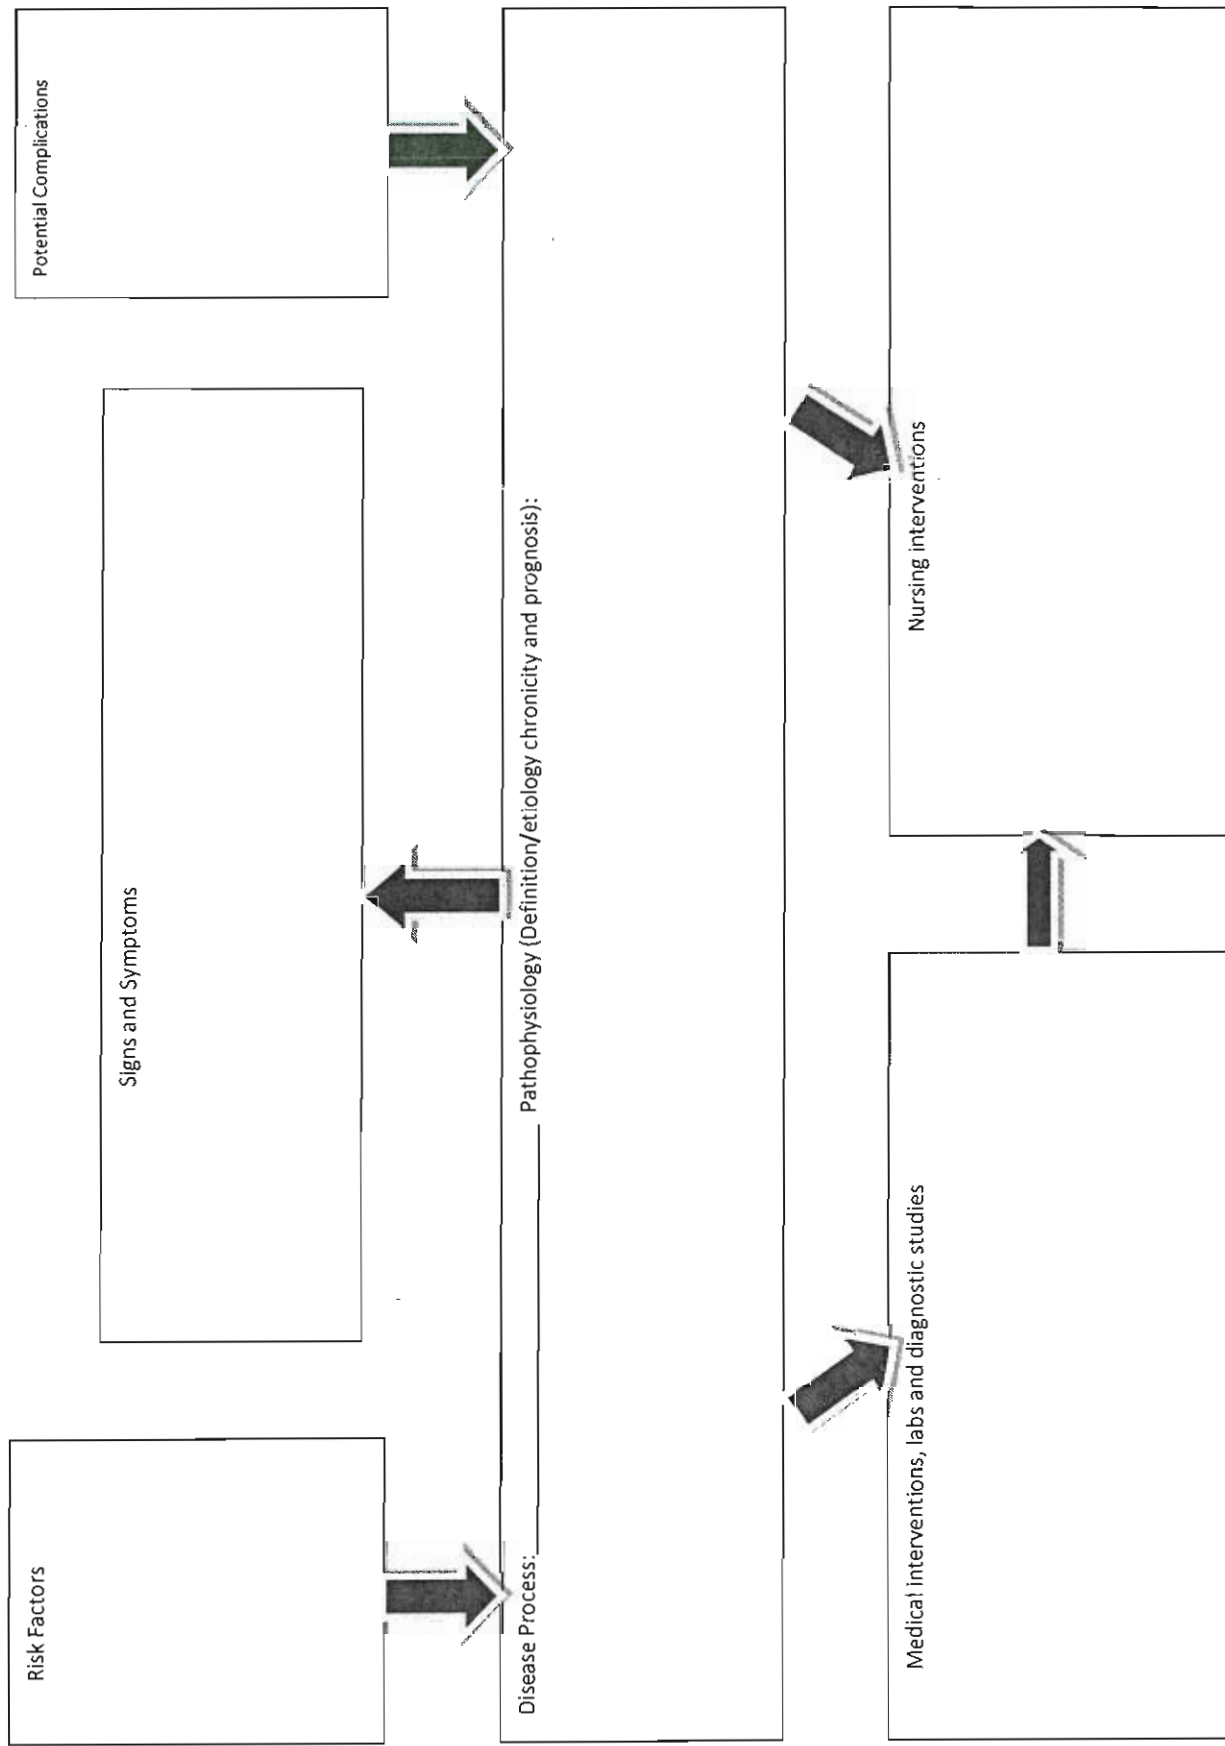 Risk Factors
Signs and Symptoms
Potential Complications
Disease Process: Pathophysiology (Definition/etiology chronicity and prognosis):
Medical interventions, labs and diagnostic studies
Nursing interventions